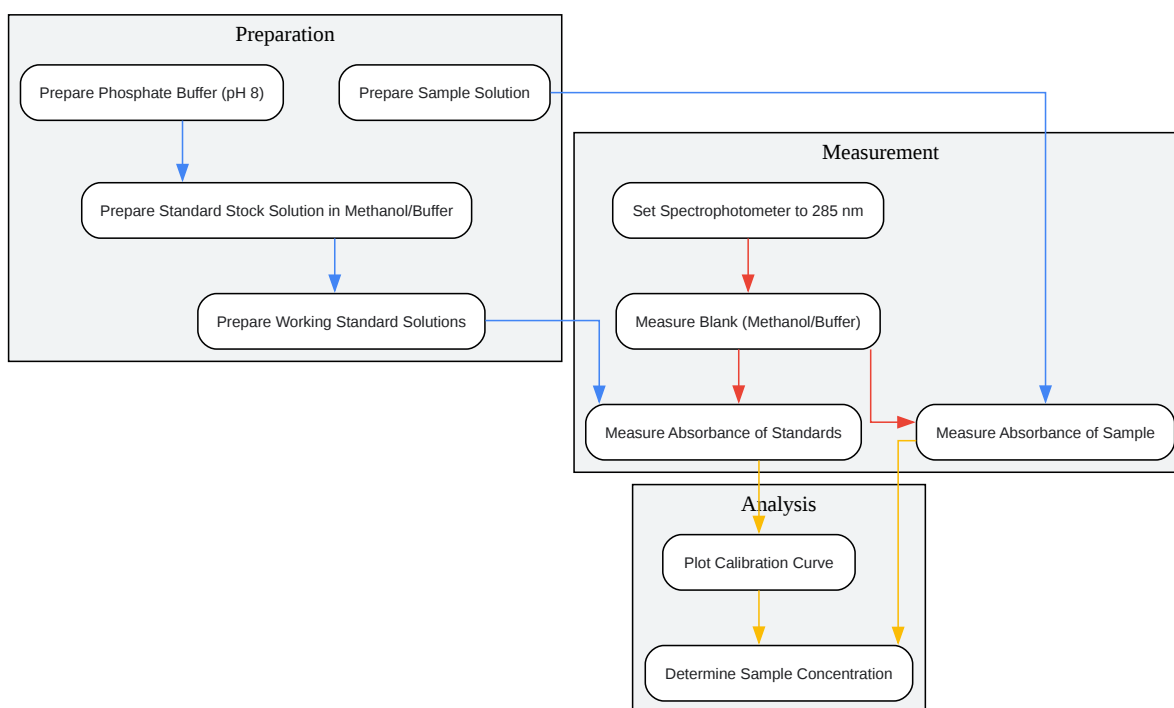 Preparation
Prepare Phosphate Buffer (pH 8)
Prepare Sample Solution
Prepare Standard Stock Solution in Methanol/Buffer
Prepare Working Standard Solutions
Measurement
Set Spectrophotometer to 285 nm
Measure Blank (Methanol/Buffer)
Measure Absorbance of Standards
Measure Absorbance of Sample
Analysis
Plot Calibration Curve
Determine Sample Concentration